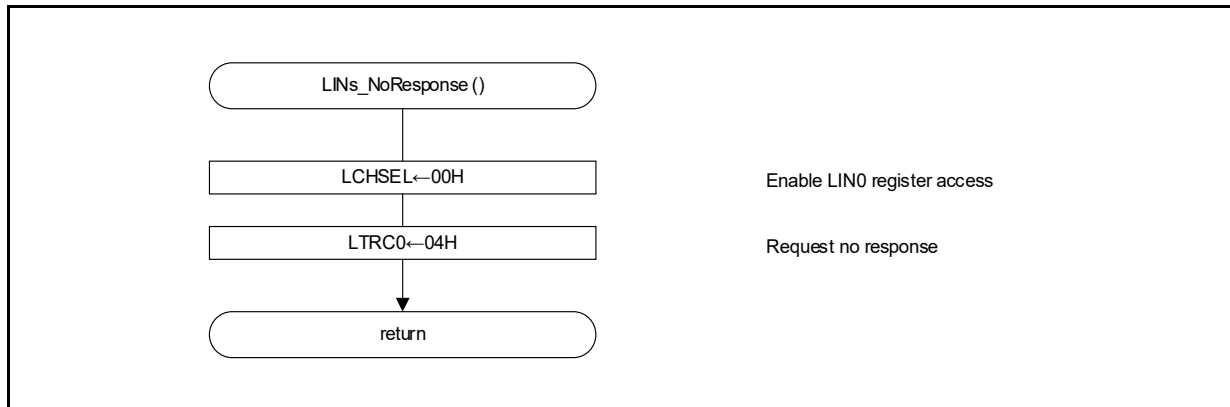 LINs_NoResponse ()
LCHSEL←00H Enable LIN0 register access
LTRC0←04H Request no response
return